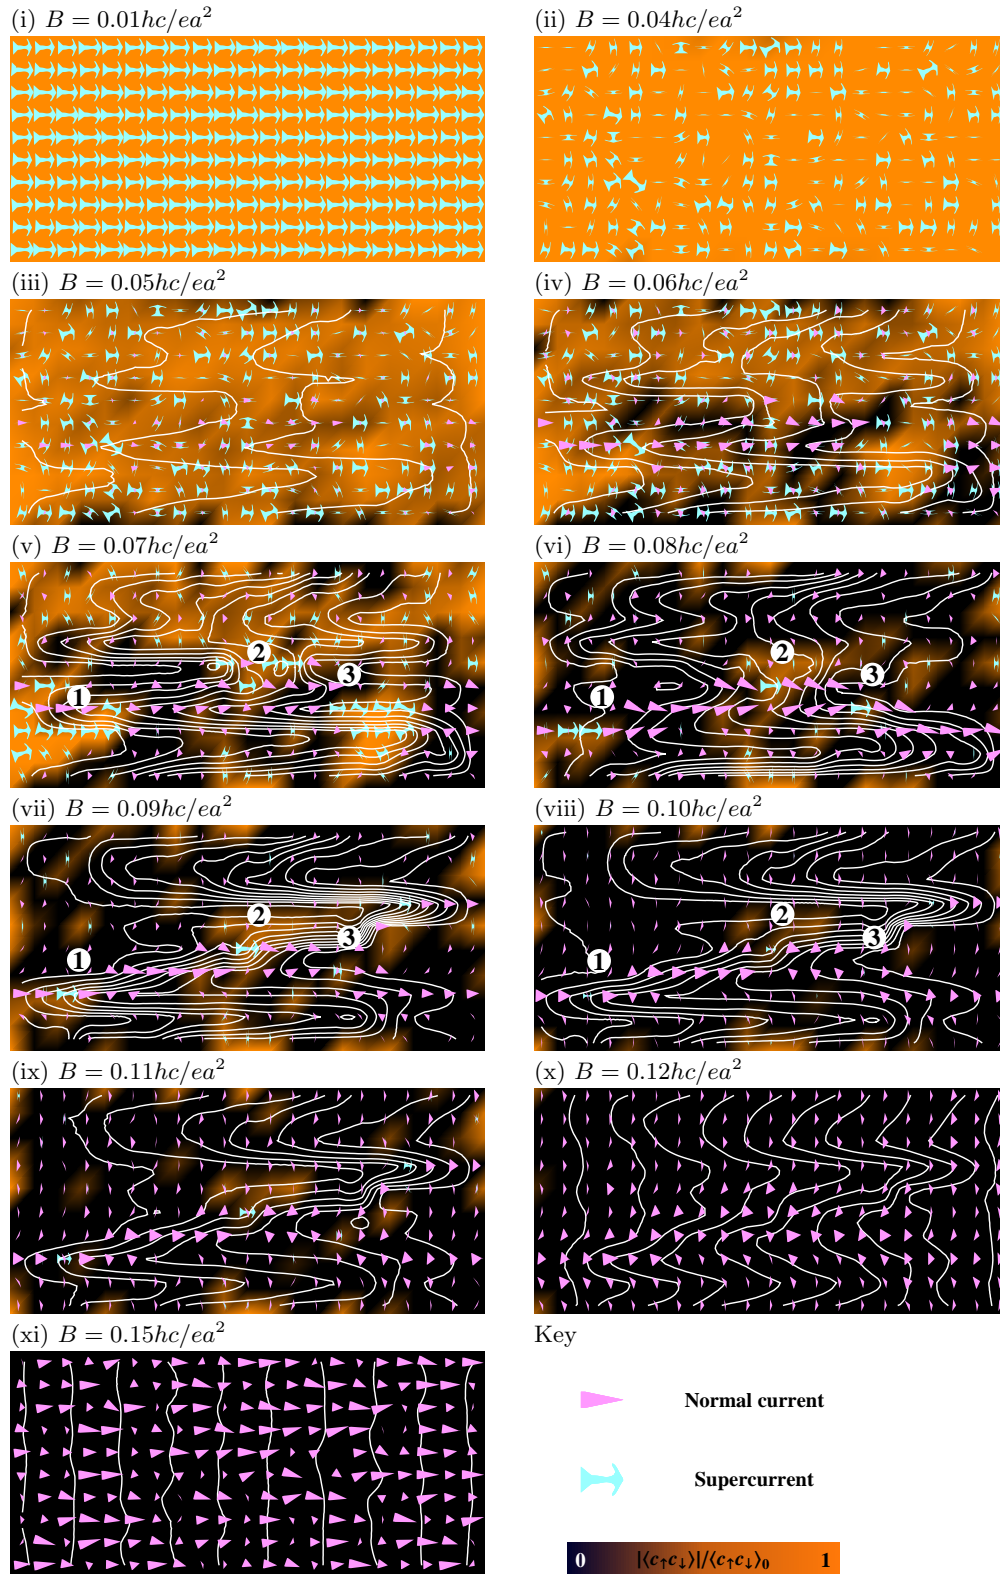 (i) B = 0.01hc/ea²
(ii) B = 0.04hc/ea²
(iii) B = 0.05hc/ea²
(iv) B = 0.06hc/ea²
(v) B = 0.07hc/ea²
(vi) B = 0.08hc/ea²
1 2 3
1 2 3
(vii) B = 0.09hc/ea²
(viii) B = 0.10hc/ea²
1 2 3
1 2 3
(ix) B = 0.11hc/ea²
(x) B = 0.12hc/ea²
(xi) B = 0.15hc/ea²
Key
Normal current
Supercurrent
0 |⟨c↑c↓⟩|/⟨c↑c↓⟩₀ 1